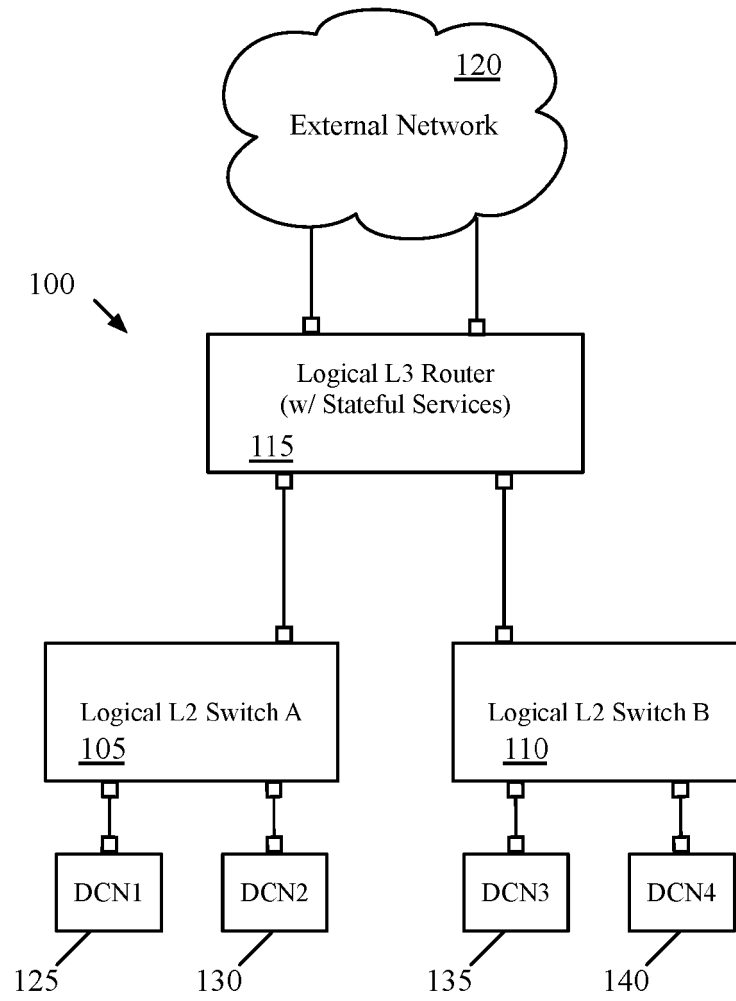 120
External Network
100
Logical L3 Router
(w/ Stateful Services)
115
Logical L2 Switch A
105
Logical L2 Switch B
110
DCN1
DCN2
DCN3
DCN4
125
130
135
140